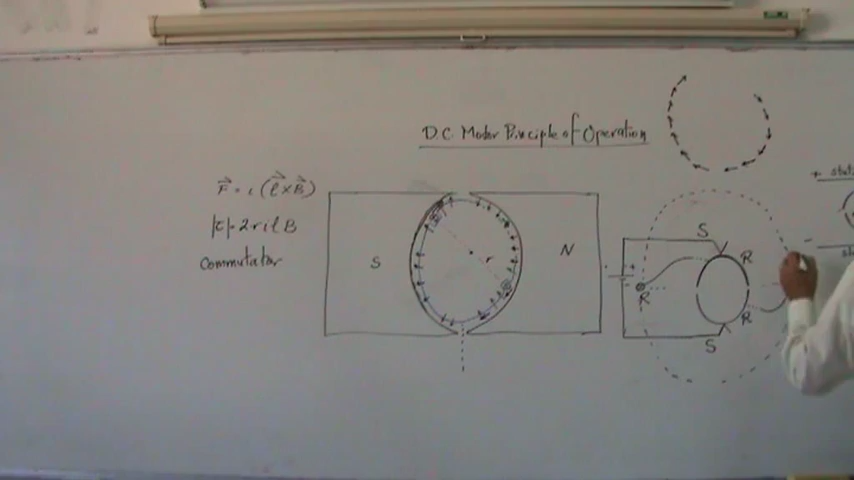 D.C. Motor Principle of Operation
F = i (l x B)
|τ| = 2 r i l B
Commutator
S
r
N
S
R
R
R
S
+
+